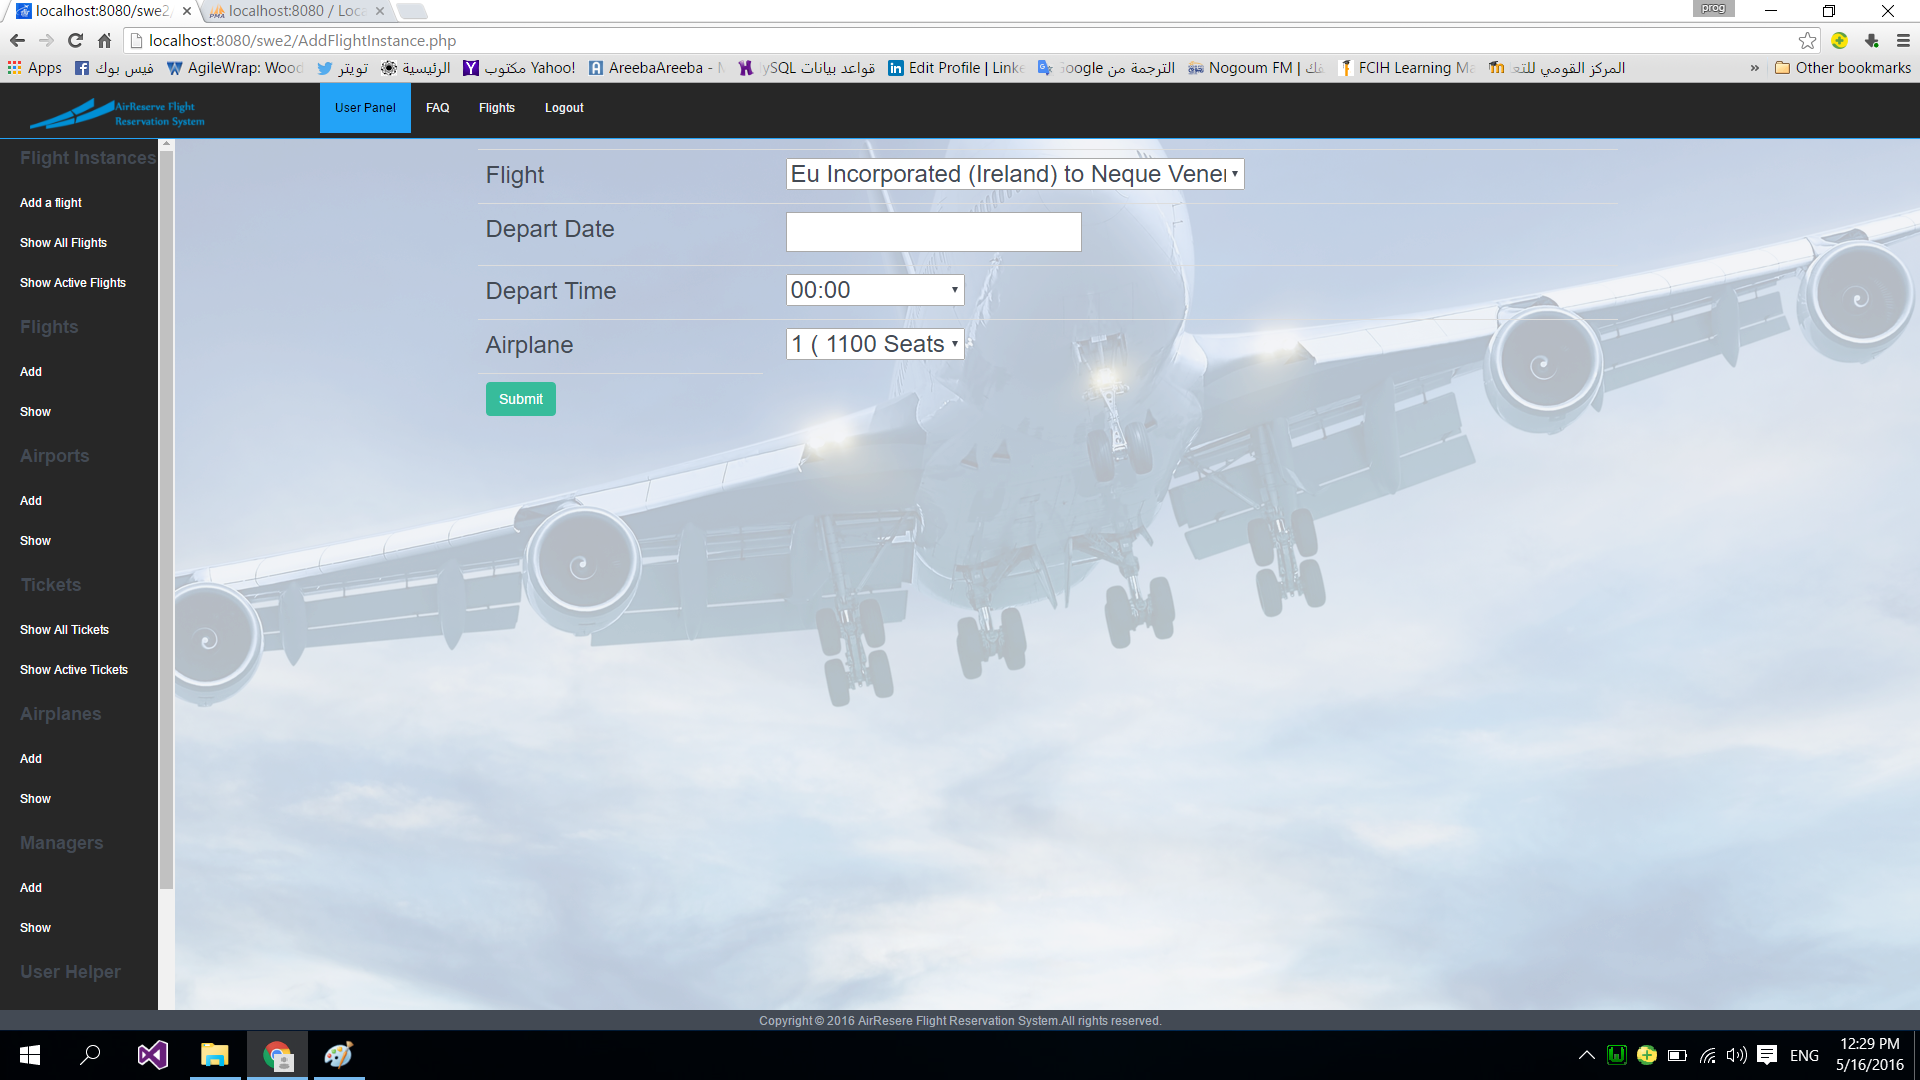 localhost:8080/swe2/
localhost:8080 / Loca
prog
localhost:8080/swe2/AddFlightInstance.php
Apps
فيس بوك
AgileWrap: Wood
تويتر
الرئيسية
مكتوب Yahoo!
AreebaAreeba -
قواعد بيانات MySQL
Edit Profile | Linke
الترجمة من Google
Nogoum FM |
FCIH Learning Ma
المركز القومي للتع
»
Other bookmarks
AirReserve Flight
Reservation System
User Panel
FAQ
Flights
Logout
Flight Instances
Add a flight
Show All Flights
Show Active Flights
Flights
Add
Show
Airports
Add
Show
Tickets
Show All Tickets
Show Active Tickets
Airplanes
Add
Show
Managers
Add
Show
User Helper
Flight
Eu Incorporated (Ireland) to Neque Vener
Depart Date
Depart Time
00:00
Airplane
1 ( 1100 Seats
Submit
Copyright © 2016 AirResere Flight Reservation System.All rights reserved.
ENG
12:29 PM
5/16/2016